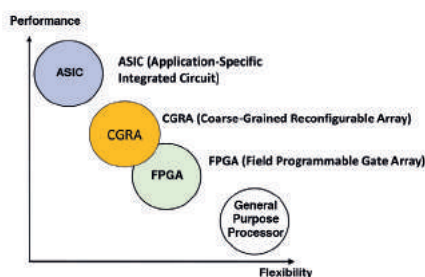 Performance
ASIC
ASIC (Application-Specific
Integrated Circuit)
CGRA
CGRA (Coarse-Grained Reconfigurable Array)
FPGA
FPGA (Field Programmable Gate Array)
General
Purpose
Processor
Flexibility